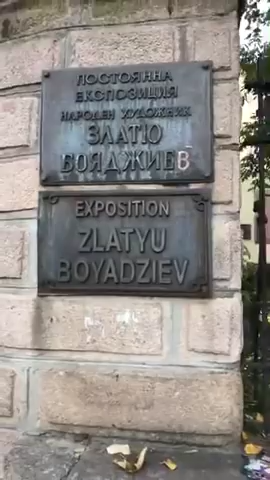 ПОСТОЯННА
ЕКСПОЗИЦИЯ
НАРОДЕН ХУДОЖНИК
ЗЛАТЮ
БОЯДЖИЕВ
EXPOSITION
ZLATYU
BOYADZIEV